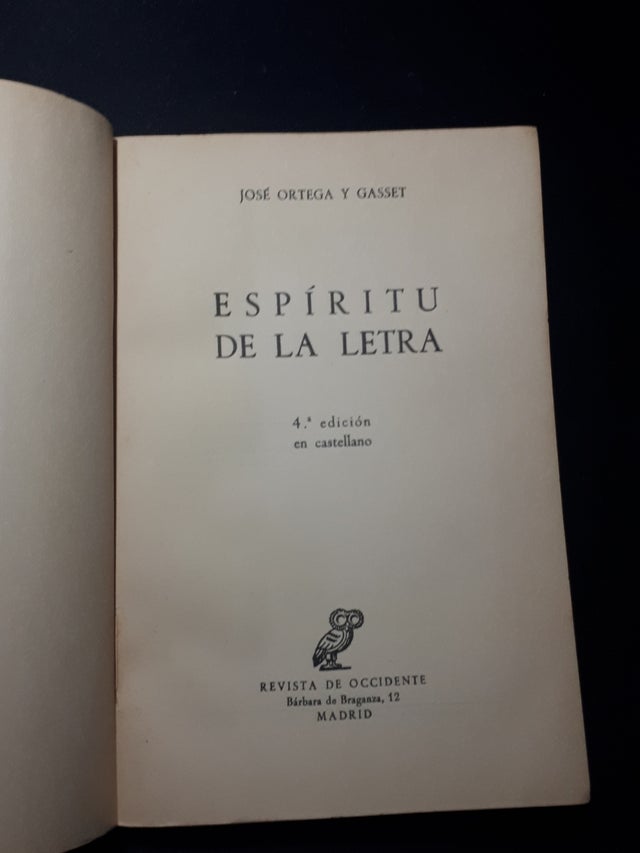 JOSÉ ORTEGA Y GASSET
ESPÍRITU
DE LA LETRA
4.ª edición
en castellano
REVISTA DE OCCIDENTE
Bárbara de Braganza, 12
MADRID